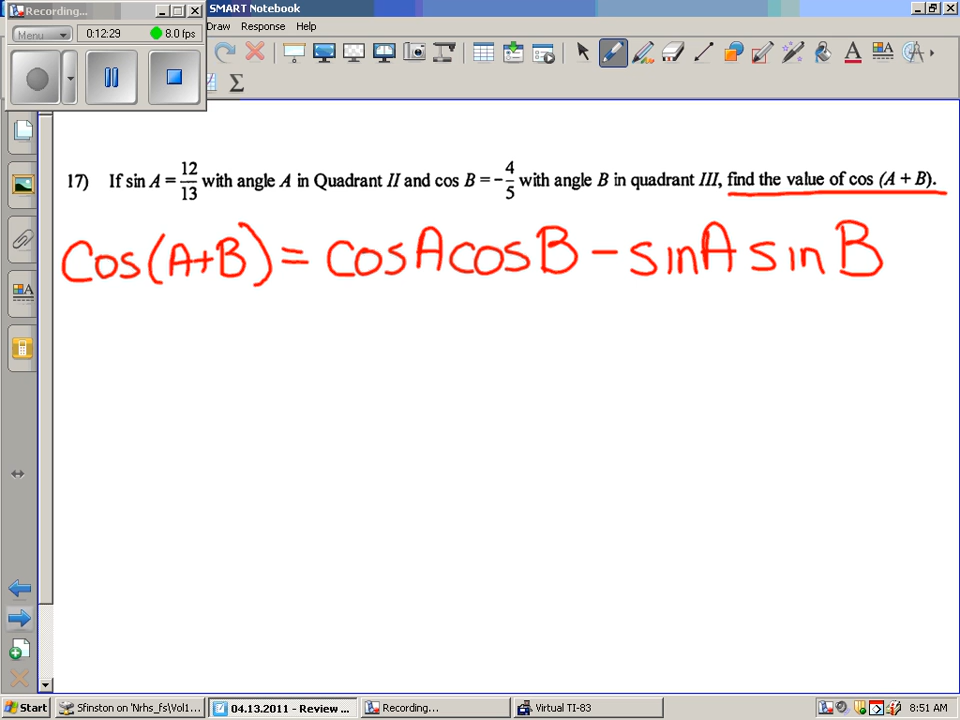 Recording...
SMART Notebook
Menu
0:12:29
8.0 fps
Draw Response Help
17) If sin A = 12/13 with angle A in Quadrant II and cos B = -4/5 with angle B in quadrant III, find the value of cos (A + B).
Cos(A+B) = cosAcosB - sinA sinB
Start
Sfinston on 'Nrhs_fs\Vol1...
04.13.2011 - Review ...
Recording...
Virtual TI-83
8:51 AM